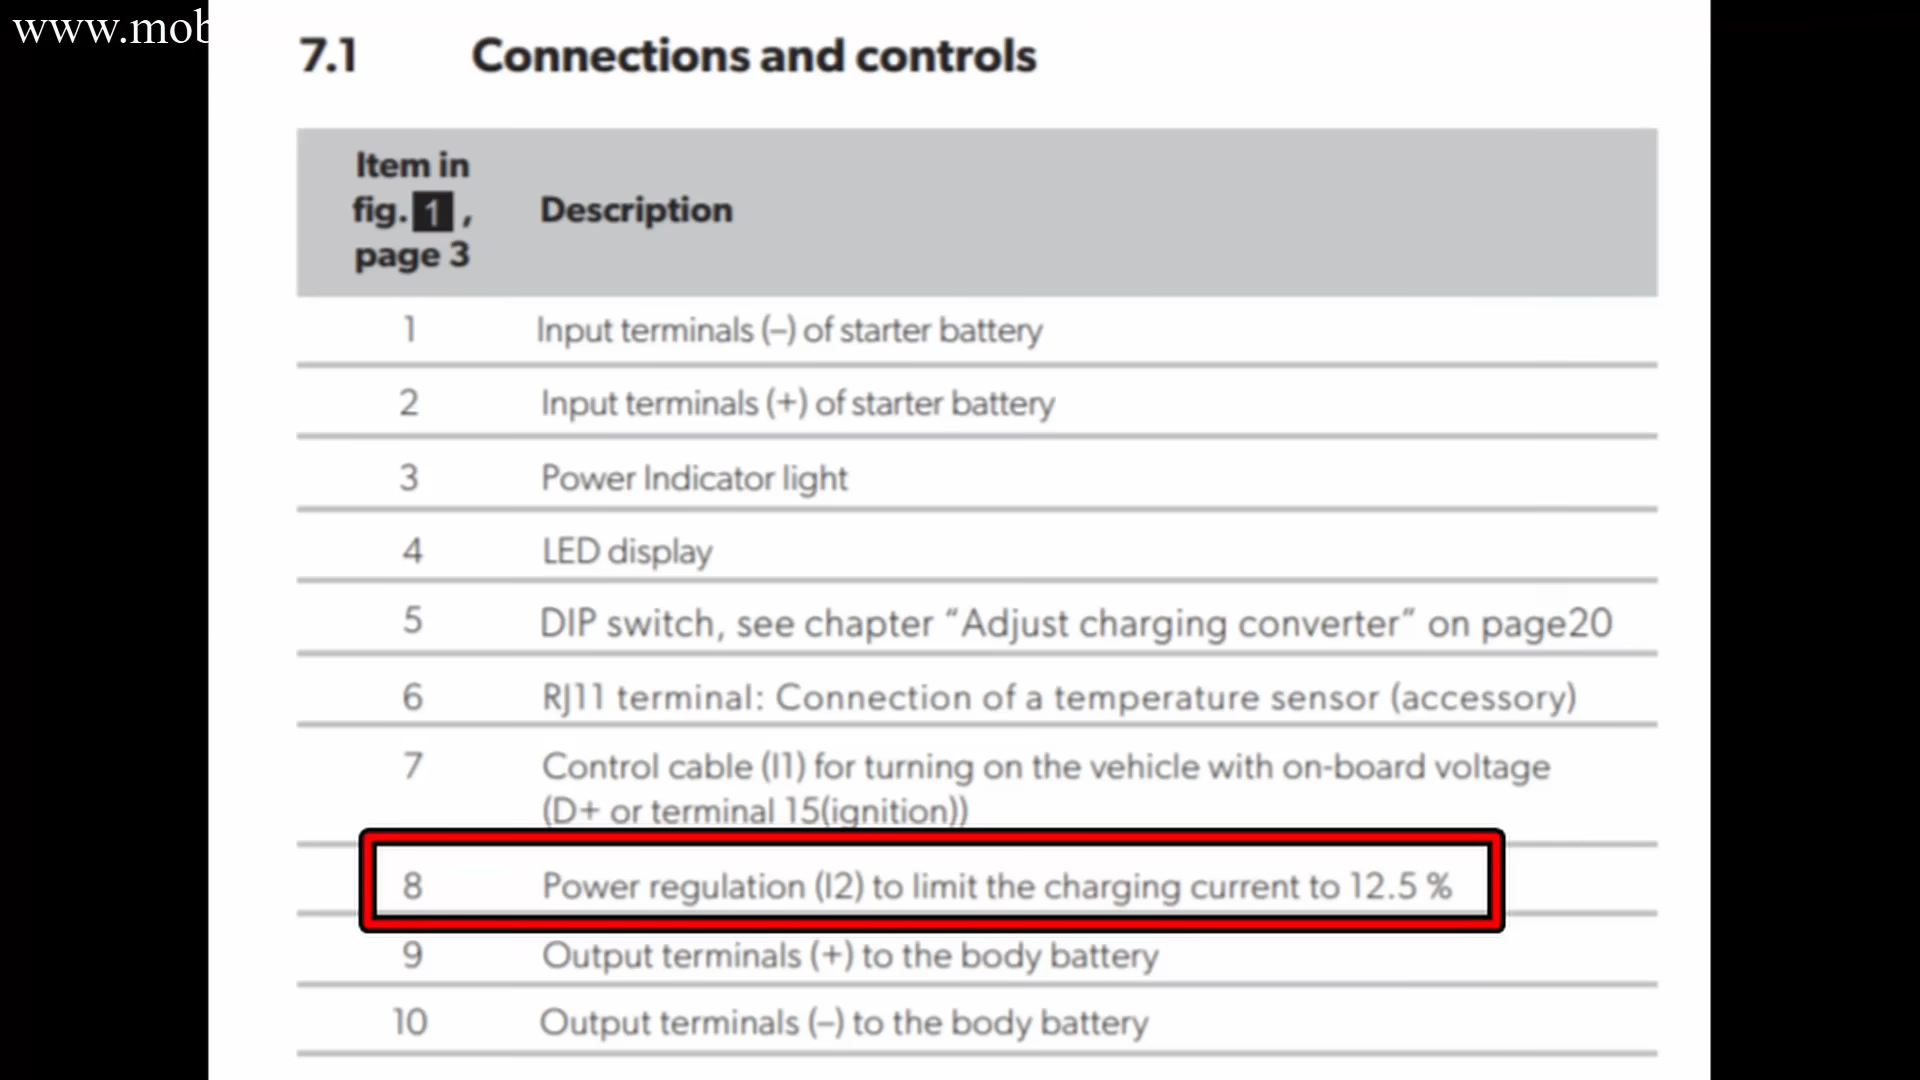 www.mob
7.1 Connections and controls
Item in
fig. 1 ,
page 3
Description
1 Input terminals (–) of starter battery
2 Input terminals (+) of starter battery
3 Power Indicator light
4 LED display
5 DIP switch, see chapter “Adjust charging converter” on page20
6 RJ11 terminal: Connection of a temperature sensor (accessory)
7 Control cable (I1) for turning on the vehicle with on-board voltage
(D+ or terminal 15(ignition))
8 Power regulation (I2) to limit the charging current to 12.5 %
9 Output terminals (+) to the body battery
10 Output terminals (–) to the body battery